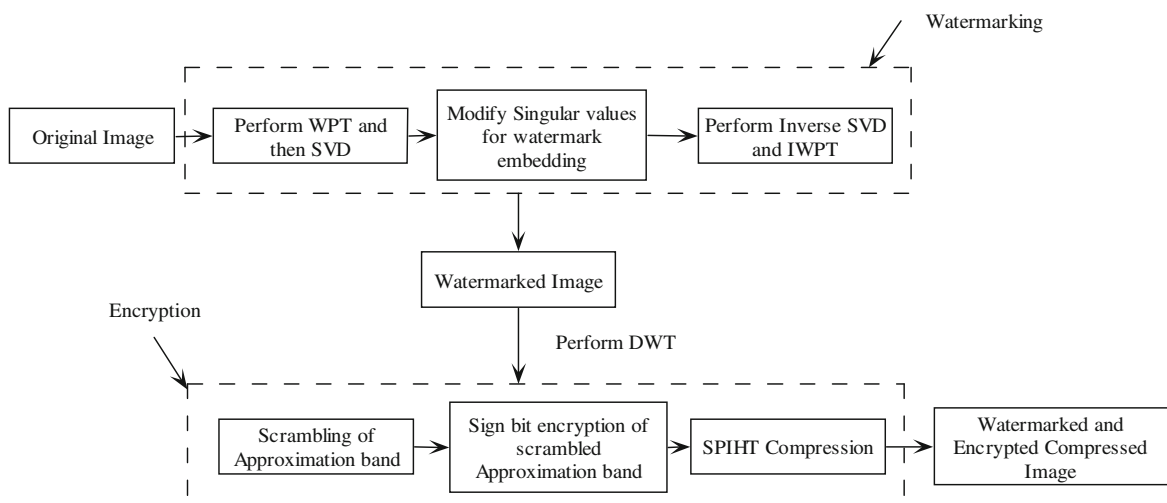 Watermarking
Original Image
Perform WPT and
then SVD
Modify Singular values
for watermark
embedding
Perform Inverse SVD
and IWPT
Watermarked Image
Encryption
Perform DWT
Scrambling of
Approximation band
Sign bit encryption of
scrambled
Approximation band
SPIHT Compression
Watermarked and
Encrypted Compressed
Image